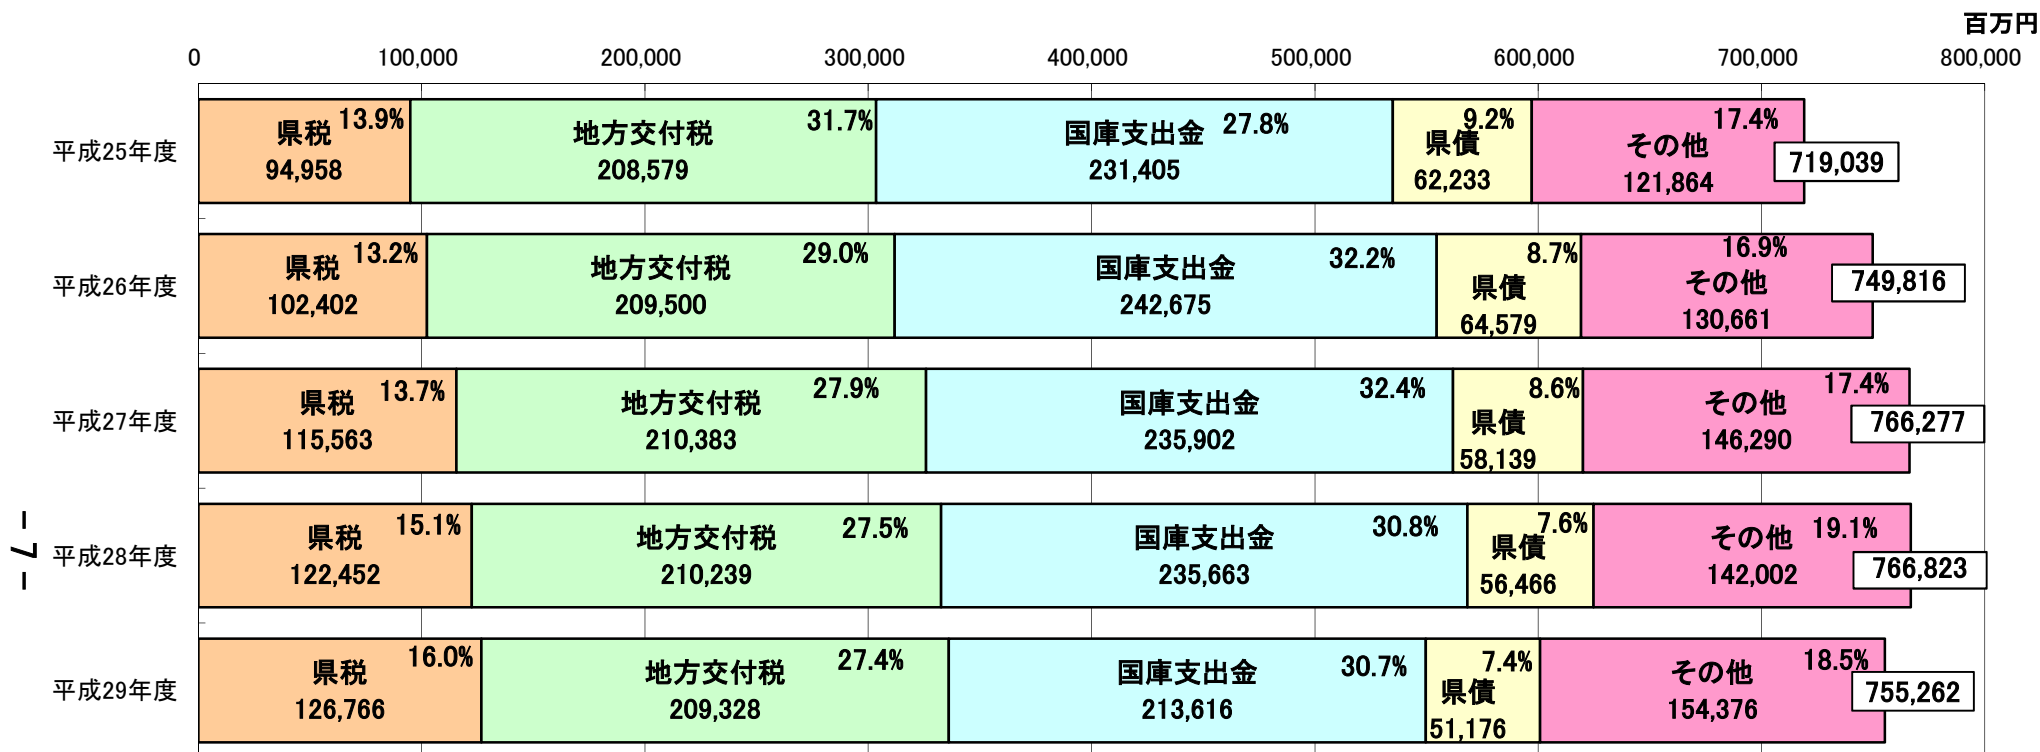 百万円
0 100,000 200,000 300,000 400,000 500,000 600,000 700,000 800,000
平成25年度
県税 13.9%
94,958
地方交付税 31.7%
208,579
国庫支出金 27.8%
231,405
9.2%
県債
62,233
17.4%
その他
121,864
719,039
平成26年度
県税 13.2%
102,402
地方交付税 29.0%
209,500
国庫支出金 32.2%
242,675
8.7%
県債
64,579
16.9%
その他
130,661
749,816
平成27年度
県税 13.7%
115,563
地方交付税 27.9%
210,383
国庫支出金 32.4%
235,902
8.6%
県債
58,139
その他 17.4%
146,290
766,277
平成28年度
県税 15.1%
122,452
地方交付税 27.5%
210,239
国庫支出金 30.8%
235,663
7.6%
県債
56,466
その他 19.1%
142,002
766,823
平成29年度
県税 16.0%
126,766
地方交付税 27.4%
209,328
国庫支出金 30.7%
213,616
7.4%
県債
51,176
その他 18.5%
154,376
755,262
－7－